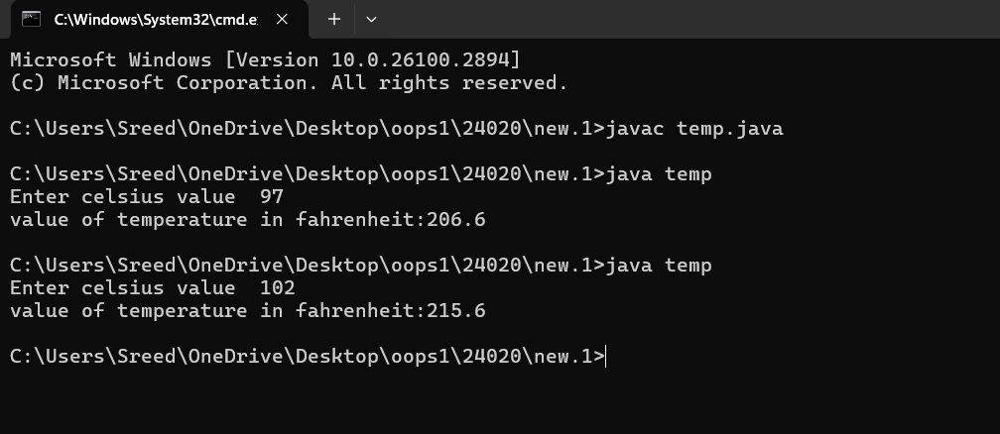 C:\Windows\System32\cmd.e
Microsoft Windows [Version 10.0.26100.2894]
(c) Microsoft Corporation. All rights reserved.
C:\Users\Sreed\OneDrive\Desktop\oops1\24020\new.1>javac temp.java
C:\Users\Sreed\OneDrive\Desktop\oops1\24020\new.1>java temp
Enter celsius value  97
value of temperature in fahrenheit:206.6
C:\Users\Sreed\OneDrive\Desktop\oops1\24020\new.1>java temp
Enter celsius value  102
value of temperature in fahrenheit:215.6
C:\Users\Sreed\OneDrive\Desktop\oops1\24020\new.1>